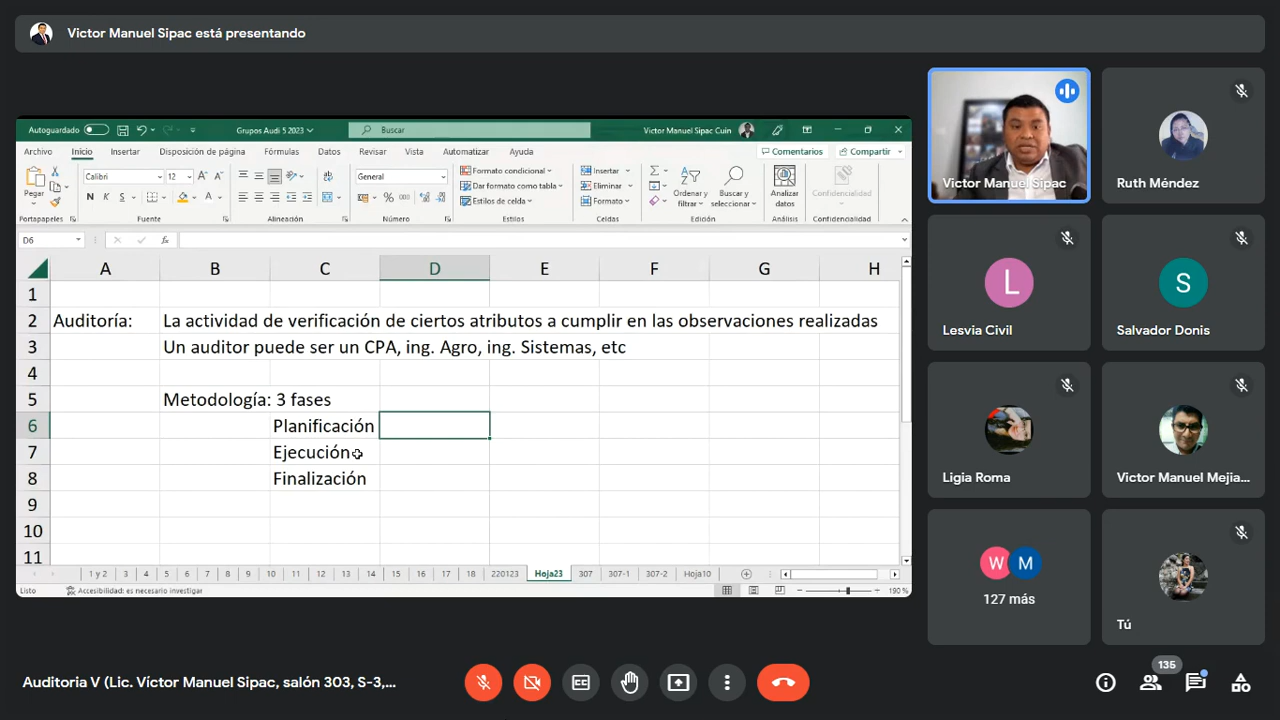 Victor Manuel Sipac está presentando
Autoguardado
Grupos Audi 5 2023
Buscar
Victor Manuel Sipac Cuin
Archivo Inicio Insertar Disposición de página Fórmulas Datos Revisar Vista Automatizar Ayuda Comentarios Compartir
Pegar
Calibri 12
N K S
General
Formato condicional
Dar formato como tabla
Estilos de celda
Insertar
Eliminar
Formato
Ordenar y filtrar
Buscar y seleccionar
Analizar datos
Confidencialidad
Portapapeles Fuente Alineación Número Estilos Celdas Edición Análisis Confidencialidad
D6 fx
A B C D E F G H
1
2 Auditoría: La actividad de verificación de ciertos atributos a cumplir en las observaciones realizadas
3 Un auditor puede ser un CPA, ing. Agro, ing. Sistemas, etc
4
5 Metodología: 3 fases
6 Planificación
7 Ejecución
8 Finalización
9
10
11
1 y 2 3 4 5 6 7 8 9 10 12 13 14 15 16 17 18 220123 Hoja23 307 307-1 307-2 Hoja10
Listo Accesibilidad: es necesario investigar 190 %
Victor Manuel Sipac
Ruth Méndez
L
Lesvia Civil
S
Salvador Donis
Ligia Roma
Victor Manuel Mejia...
W M
127 más
Tú
Auditoria V (Lic. Víctor Manuel Sipac, salón 303, S-3,...
135